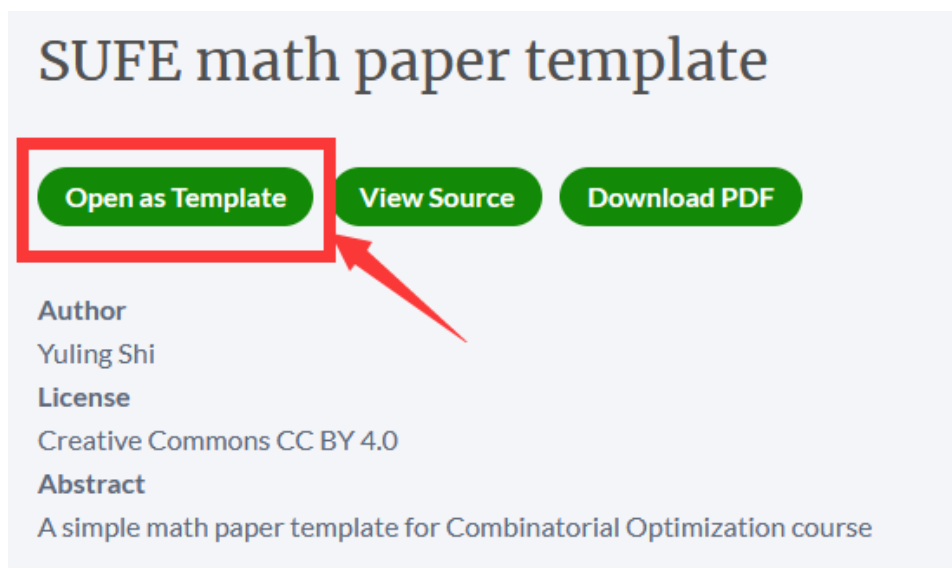 SUFE math paper template
Open as Template View Source Download PDF
Author
Yuling Shi
License
Creative Commons CC BY 4.0
Abstract
A simple math paper template for Combinatorial Optimization course